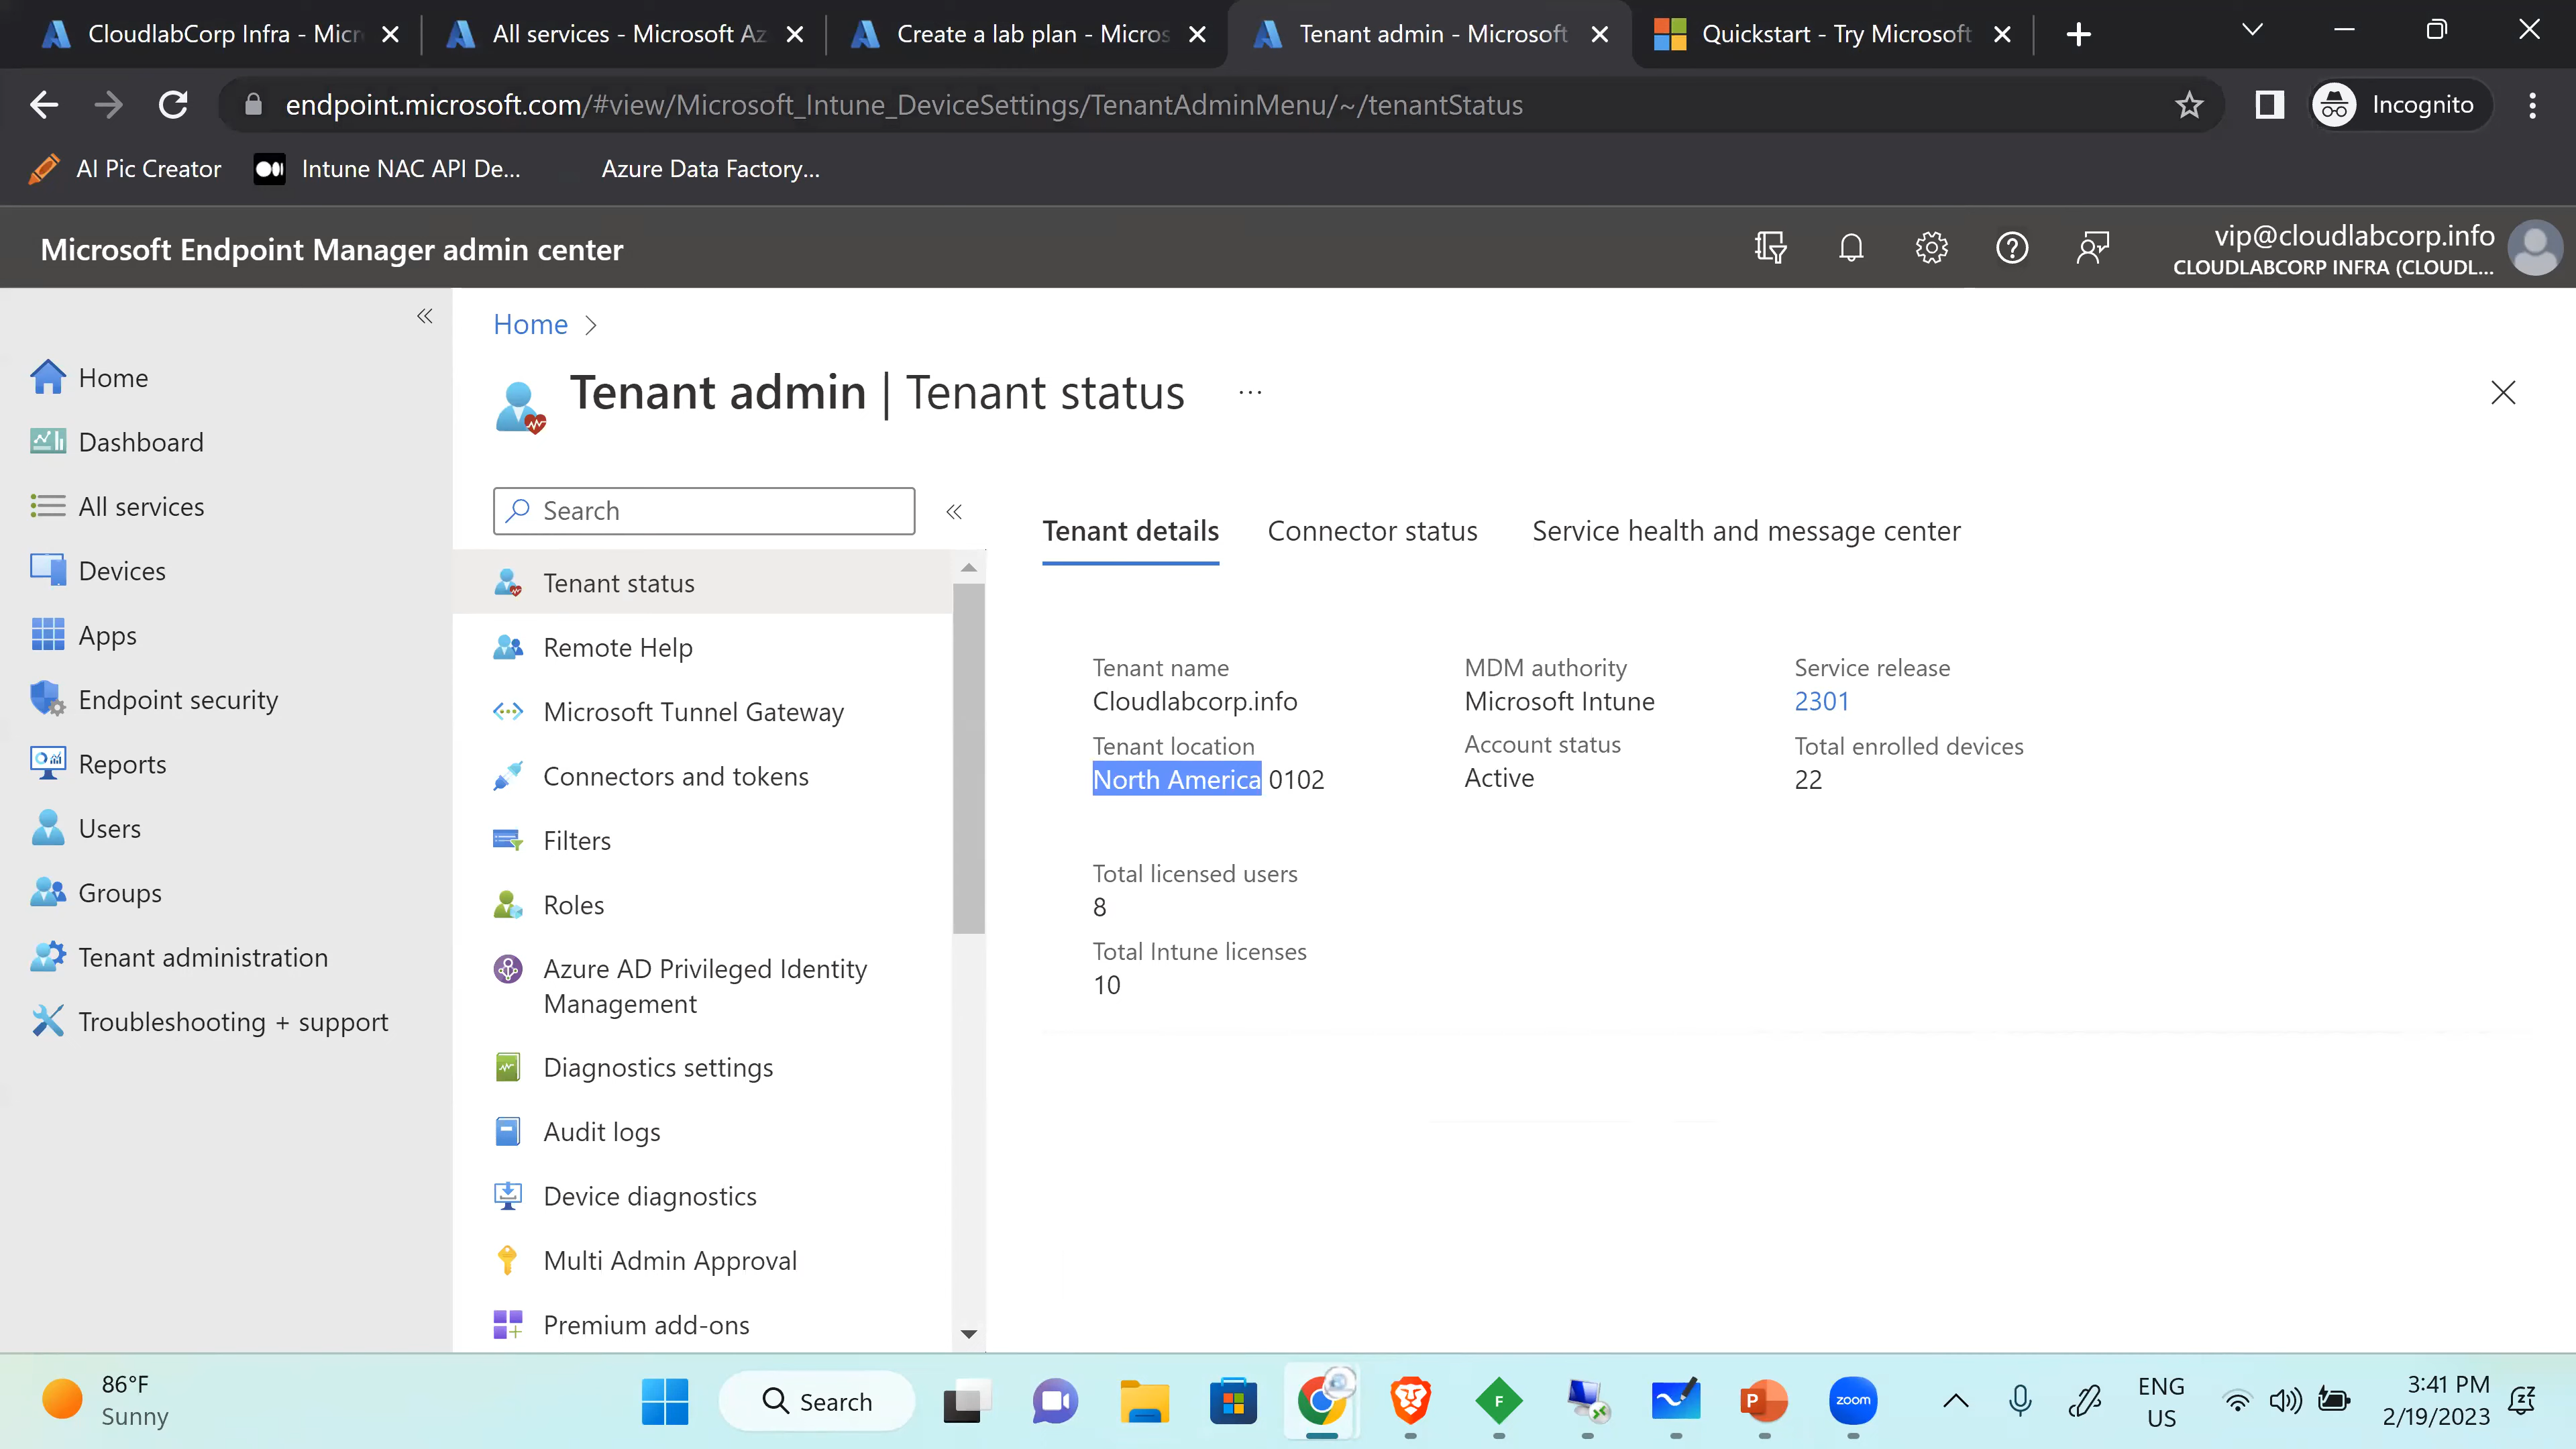 CloudlabCorp Infra - Micr
All services - Microsoft Az
Create a lab plan - Micros
Tenant admin - Microsoft
Quickstart - Try Microsoft
endpoint.microsoft.com/#view/Microsoft_Intune_DeviceSettings/TenantAdminMenu/~/tenantStatus
Incognito
AI Pic Creator
Intune NAC API De...
Azure Data Factory...
Microsoft Endpoint Manager admin center
vip@cloudlabcorp.info
CLOUDLABCORP INFRA (CLOUDL...
Home
Dashboard
All services
Devices
Apps
Endpoint security
Reports
Users
Groups
Tenant administration
Troubleshooting + support
Home
Tenant admin | Tenant status
Search
Tenant status
Remote Help
Microsoft Tunnel Gateway
Connectors and tokens
Filters
Roles
Azure AD Privileged Identity
Management
Diagnostics settings
Audit logs
Device diagnostics
Multi Admin Approval
Premium add-ons
Tenant details
Connector status
Service health and message center
Tenant name
Cloudlabcorp.info
Tenant location
North America 0102
MDM authority
Microsoft Intune
Account status
Active
Service release
2301
Total enrolled devices
22
Total licensed users
8
Total Intune licenses
10
86°F
Sunny
Search
F
P
zoom
ENG
US
3:41 PM
2/19/2023